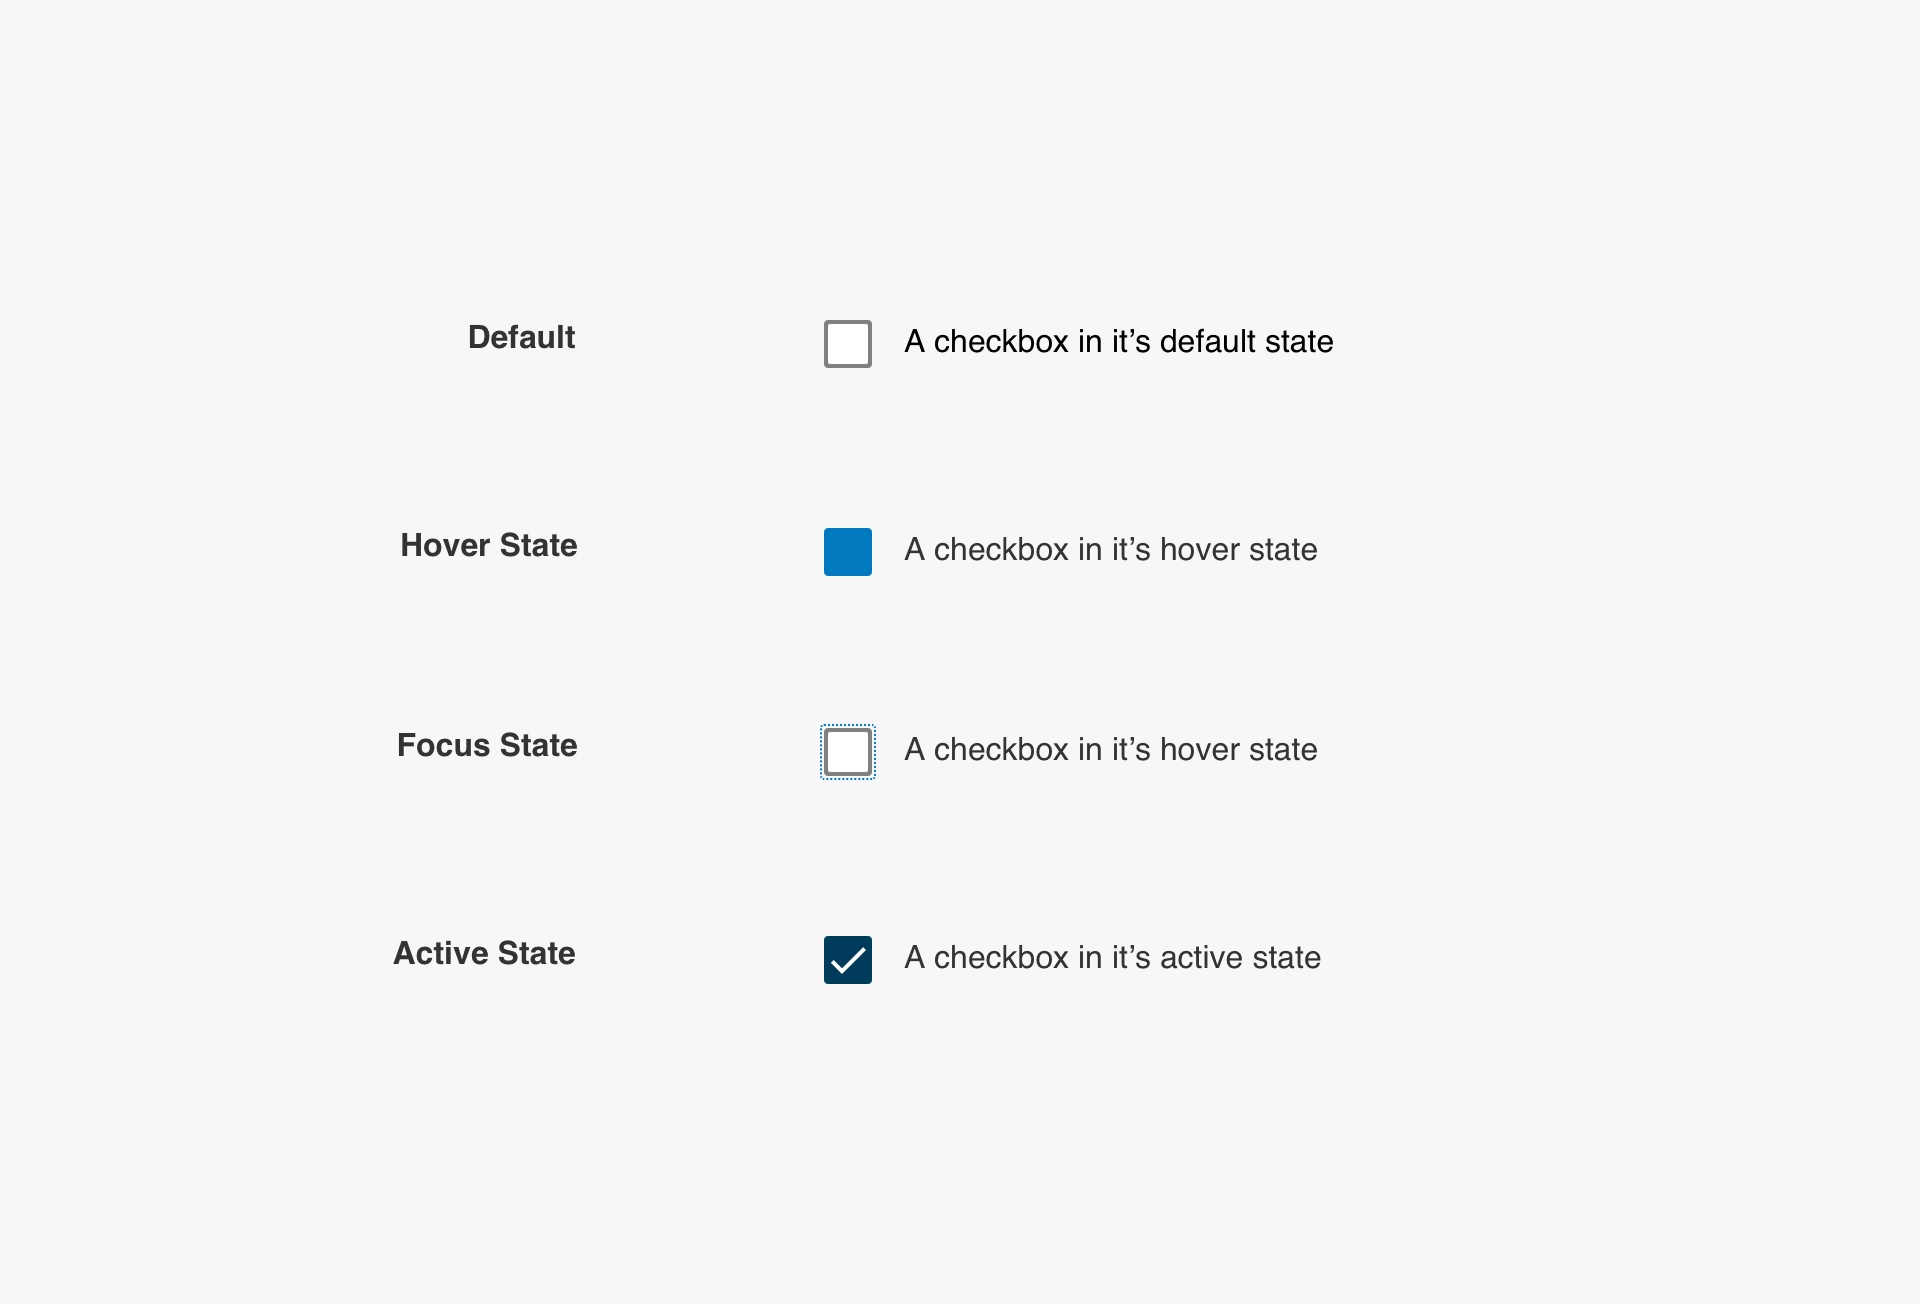 Default
A checkbox in it’s default state
Hover State
A checkbox in it’s hover state
Focus State
A checkbox in it’s hover state
Active State
A checkbox in it’s active state